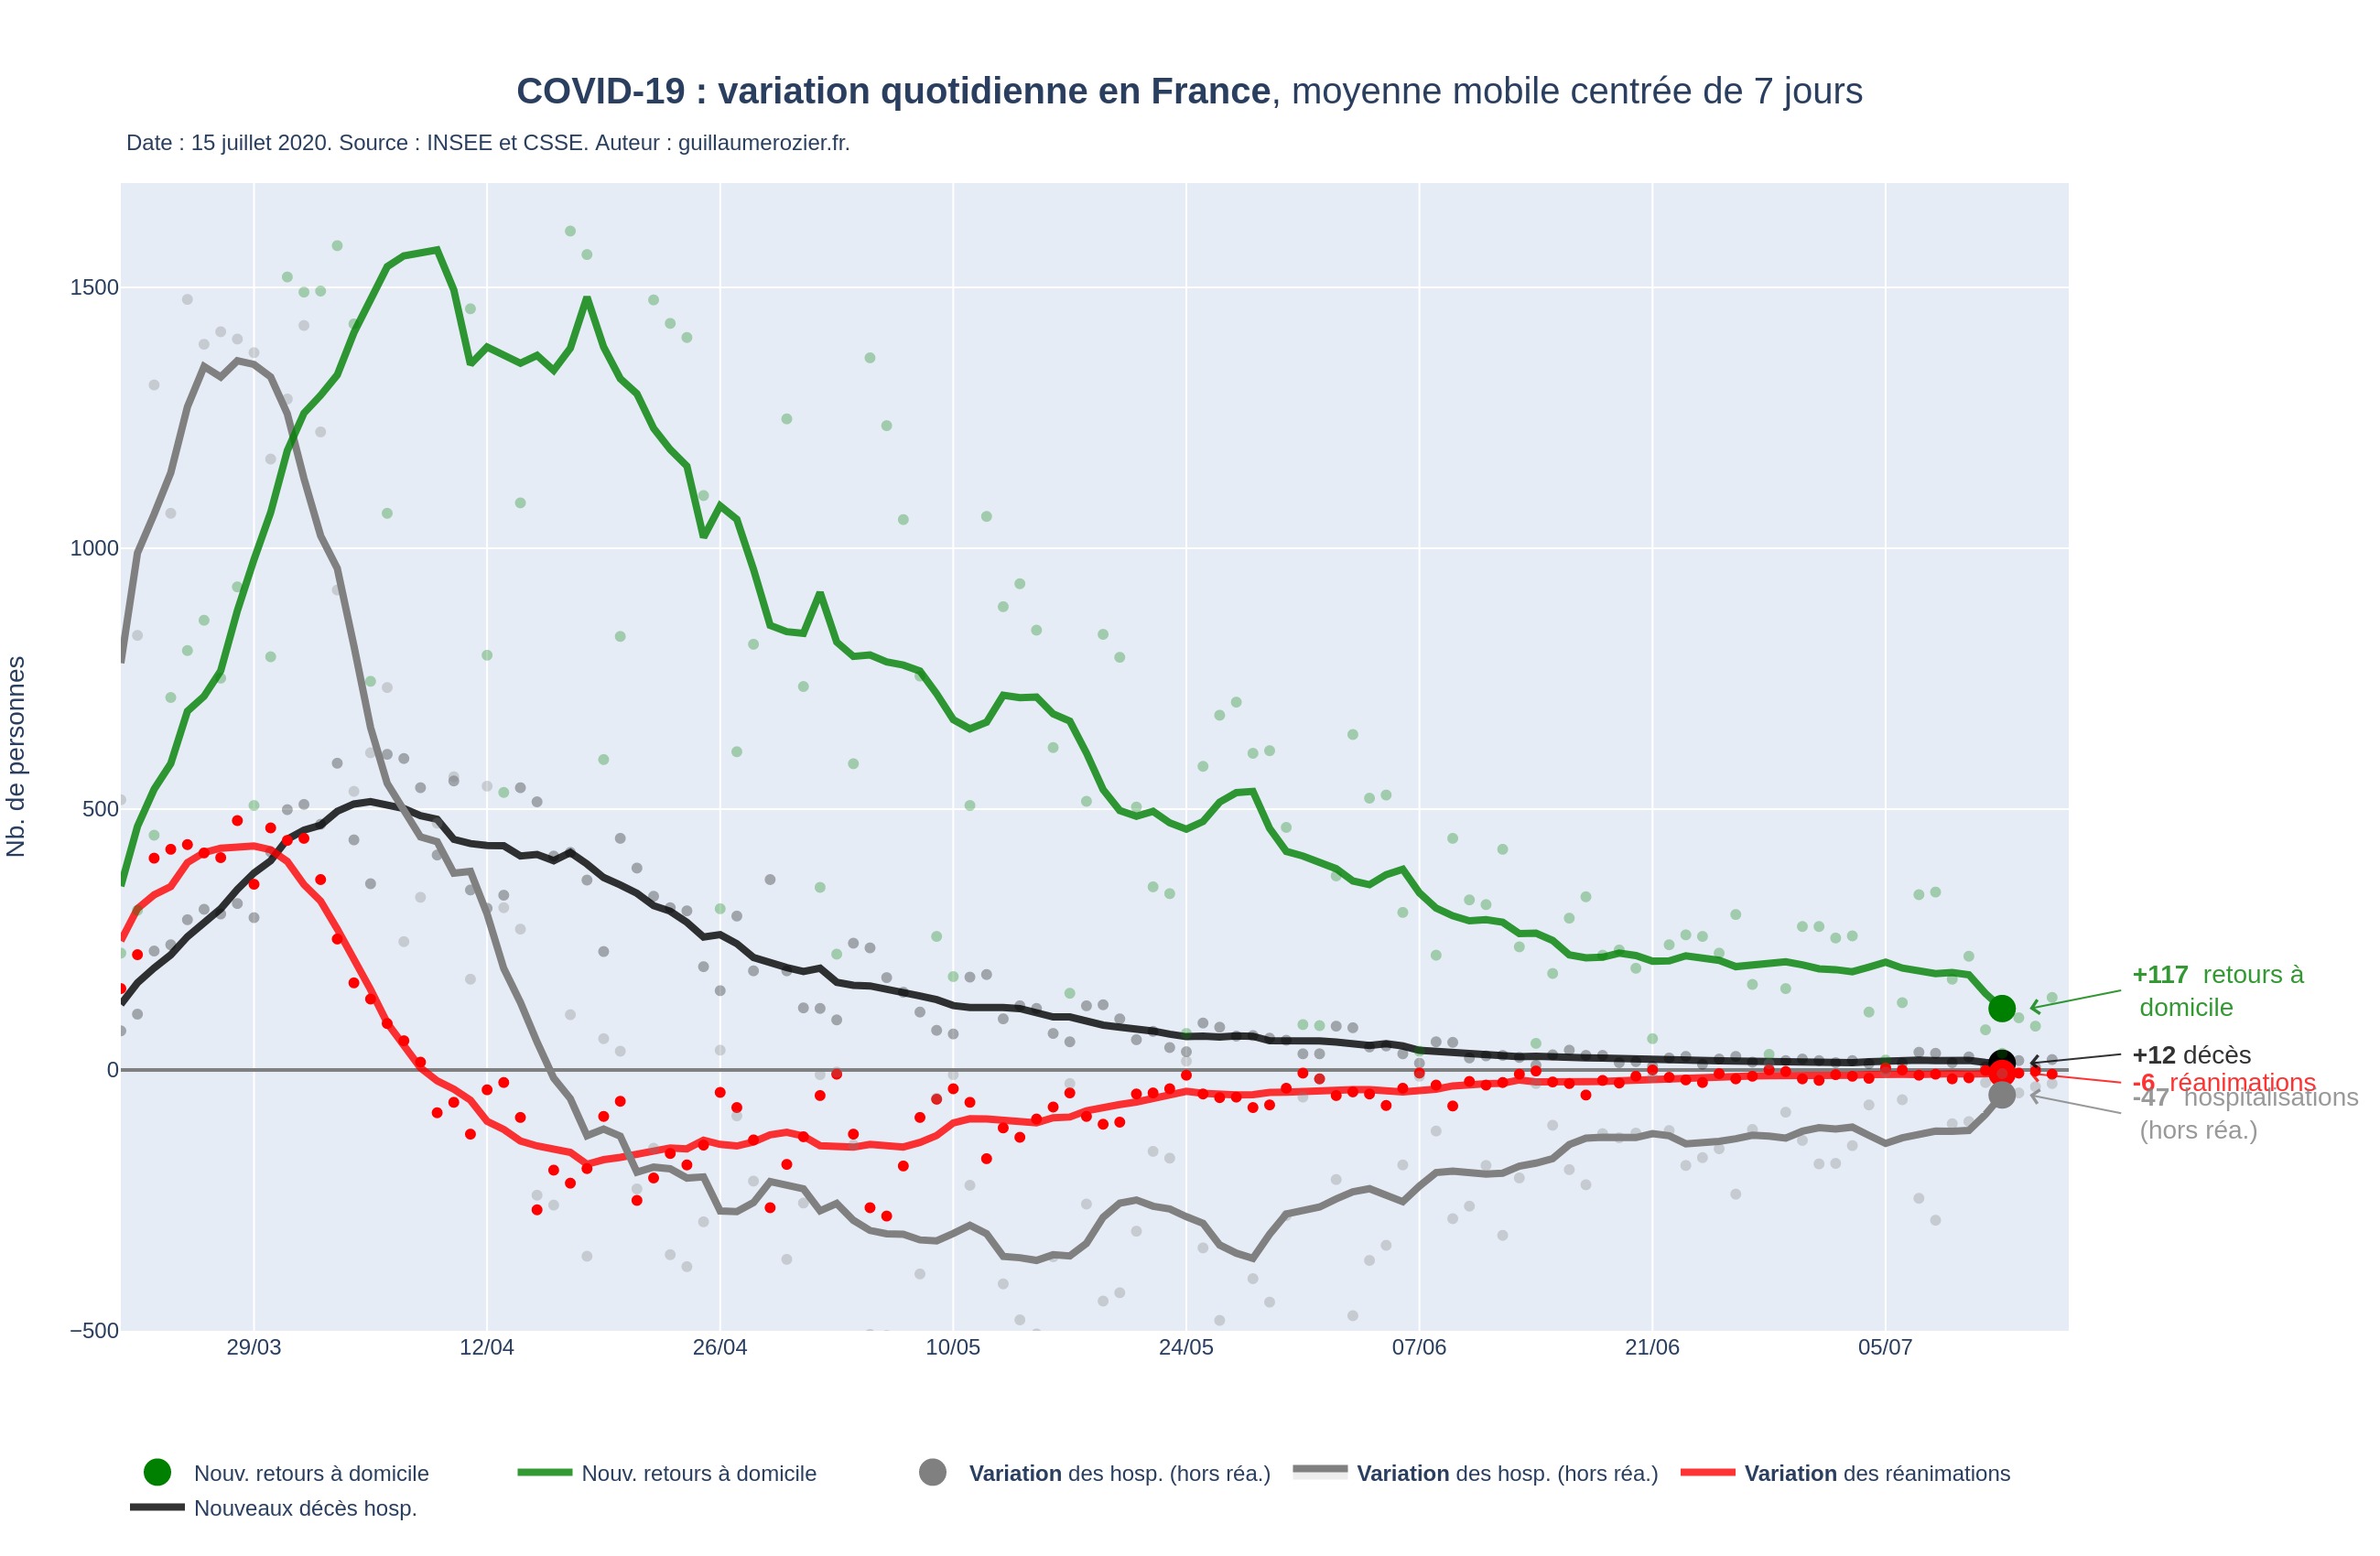 COVID-19 : variation quotidienne en France, moyenne mobile centrée de 7 jours
Date : 15 juillet 2020. Source : INSEE et CSSE. Auteur : guillaumerozier.fr.
Nb. de personnes
1500
1000
500
0
−500
29/03
12/04
26/04
10/05
24/05
07/06
21/06
05/07
+117 retours à
domicile
+12 décès
-6 réanimations
-47 hospitalisations
(hors réa.)
Nouv. retours à domicile
Nouv. retours à domicile
Variation des hosp. (hors réa.)
Variation des hosp. (hors réa.)
Variation des réanimations
Nouveaux décès hosp.